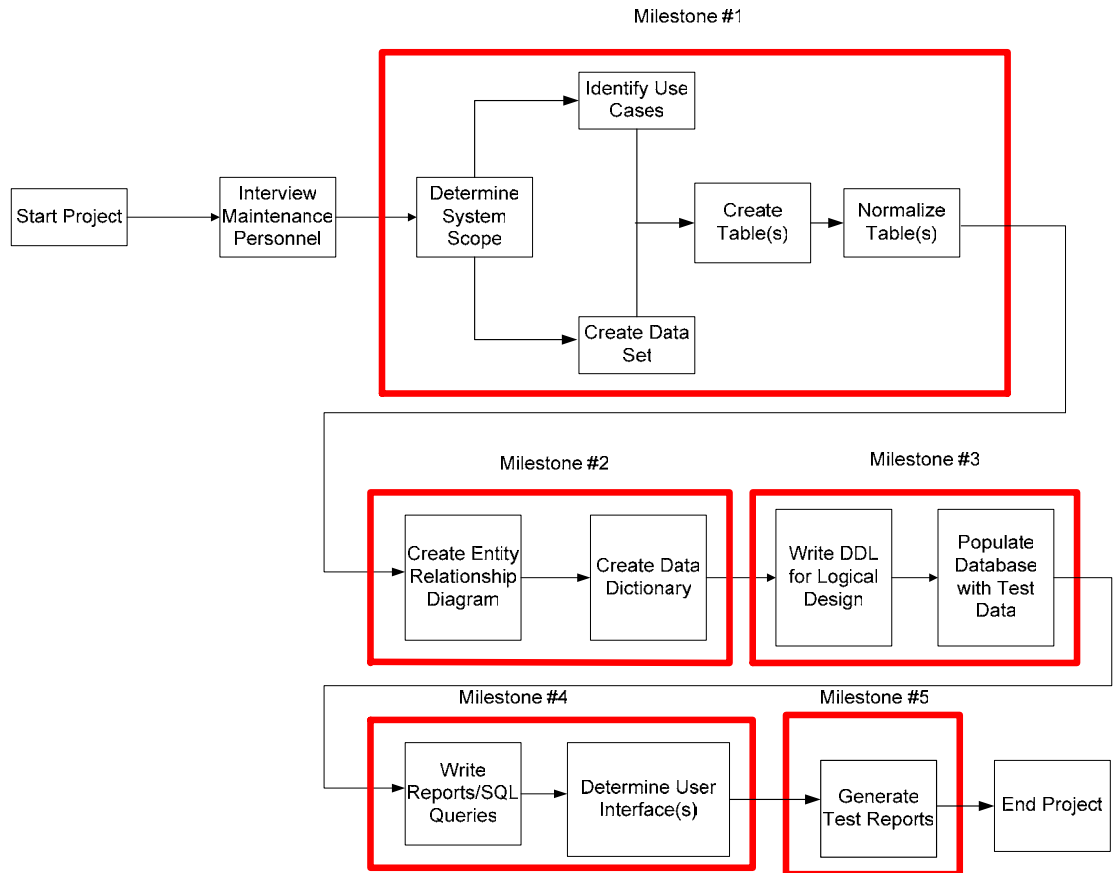 Milestone #1
Identify Use
Cases
Start Project
Interview
Maintenance
Personnel
Determine
System
Scope
Create
Table(s)
Normalize
Table(s)
Create Data
Set
Milestone #2
Milestone #3
Create Entity
Relationship
Diagram
Create Data
Dictionary
Write DDL
for Logical
Design
Populate
Database
with Test
Data
Milestone #4
Milestone #5
Write
Reports/SQL
Queries
Determine User
Interface(s)
Generate
Test Reports
End Project